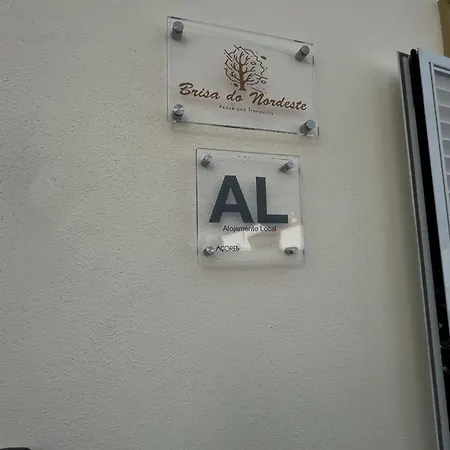 Brisa do Nordeste
Peace and Tranquility
AL
Alojamento Local
AÇORES